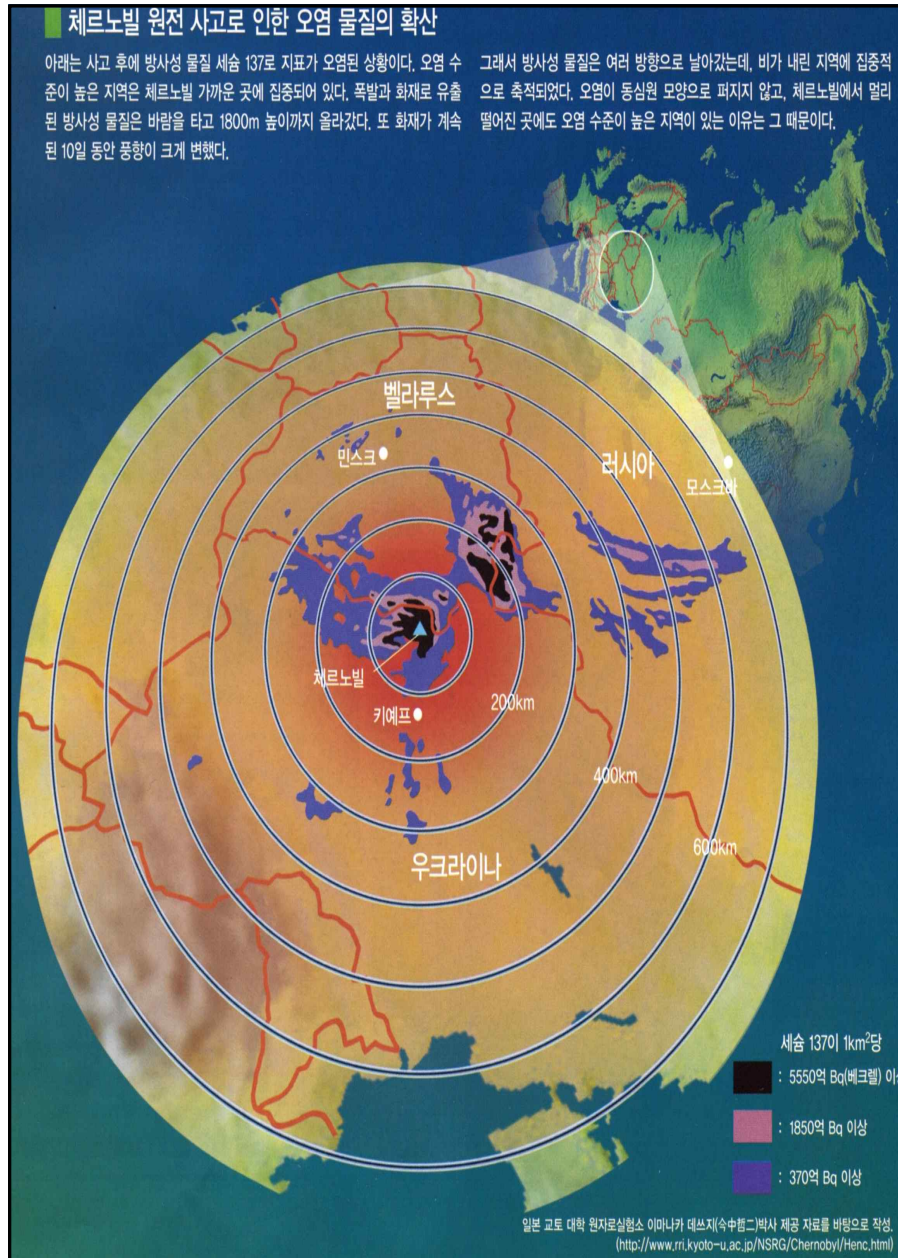 체르노빌 원전 사고로 인한 오염 물질의 확산
아래는 사고 후에 방사성 물질 세슘 137로 지표가 오염된 상황이다. 오염 수
준이 높은 지역은 체르노빌 가까운 곳에 집중되어 있다. 폭발과 화재로 유출
된 방사성 물질은 바람을 타고 1800m 높이까지 올라갔다. 또 화재가 계속
된 10일 동안 풍향이 크게 변했다.
그래서 방사성 물질은 여러 방향으로 날아갔는데, 비가 내린 지역에 집중적
으로 축적되었다. 오염이 동심원 모양으로 퍼지지 않고, 체르노빌에서 멀리
떨어진 곳에도 오염 수준이 높은 지역이 있는 이유는 그 때문이다.
벨라루스
민스크
러시아
모스크바
체르노빌
200km
키예프
400km
600km
우크라이나
세슘 137이 1km²당
: 5550억 Bq(베크렐) 이상
: 1850억 Bq 이상
: 370억 Bq 이상
일본 교토 대학 원자로실험소 이마나카 데쓰지(今中哲二)박사 제공 자료를 바탕으로 작성.
(http://www.rri.kyoto-u.ac.jp/NSRG/Chernobyl/Henc.html)